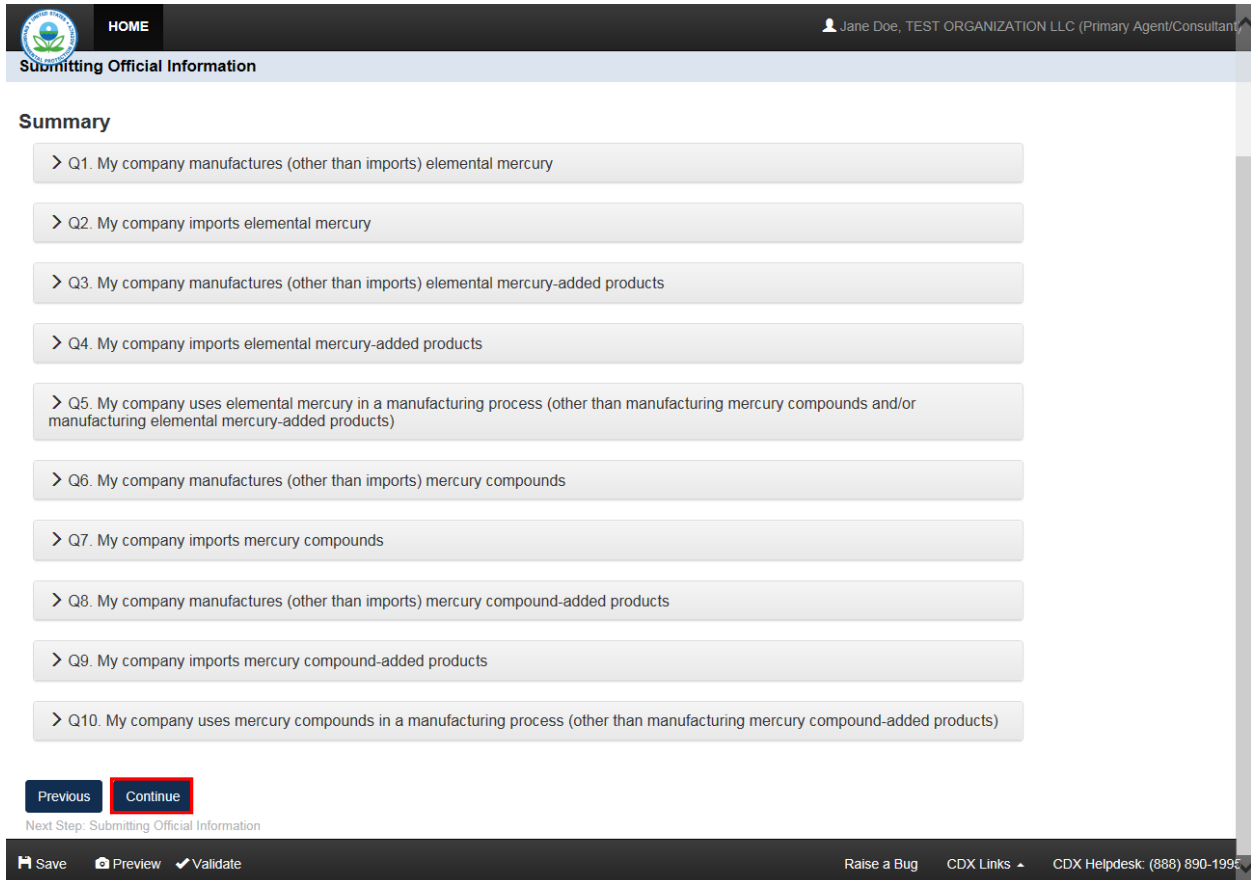 HOME
Jane Doe, TEST ORGANIZATION LLC (Primary Agent/Consultant)
Submitting Official Information
Summary
Q1. My company manufactures (other than imports) elemental mercury
Q2. My company imports elemental mercury
Q3. My company manufactures (other than imports) elemental mercury-added products
Q4. My company imports elemental mercury-added products
Q5. My company uses elemental mercury in a manufacturing process (other than manufacturing mercury compounds and/or
manufacturing elemental mercury-added products)
Q6. My company manufactures (other than imports) mercury compounds
Q7. My company imports mercury compounds
Q8. My company manufactures (other than imports) mercury compound-added products
Q9. My company imports mercury compound-added products
Q10. My company uses mercury compounds in a manufacturing process (other than manufacturing mercury compound-added products)
Previous Continue
Next Step: Submitting Official Information
Save Preview Validate Raise a Bug CDX Links CDX Helpdesk: (888) 890-1995